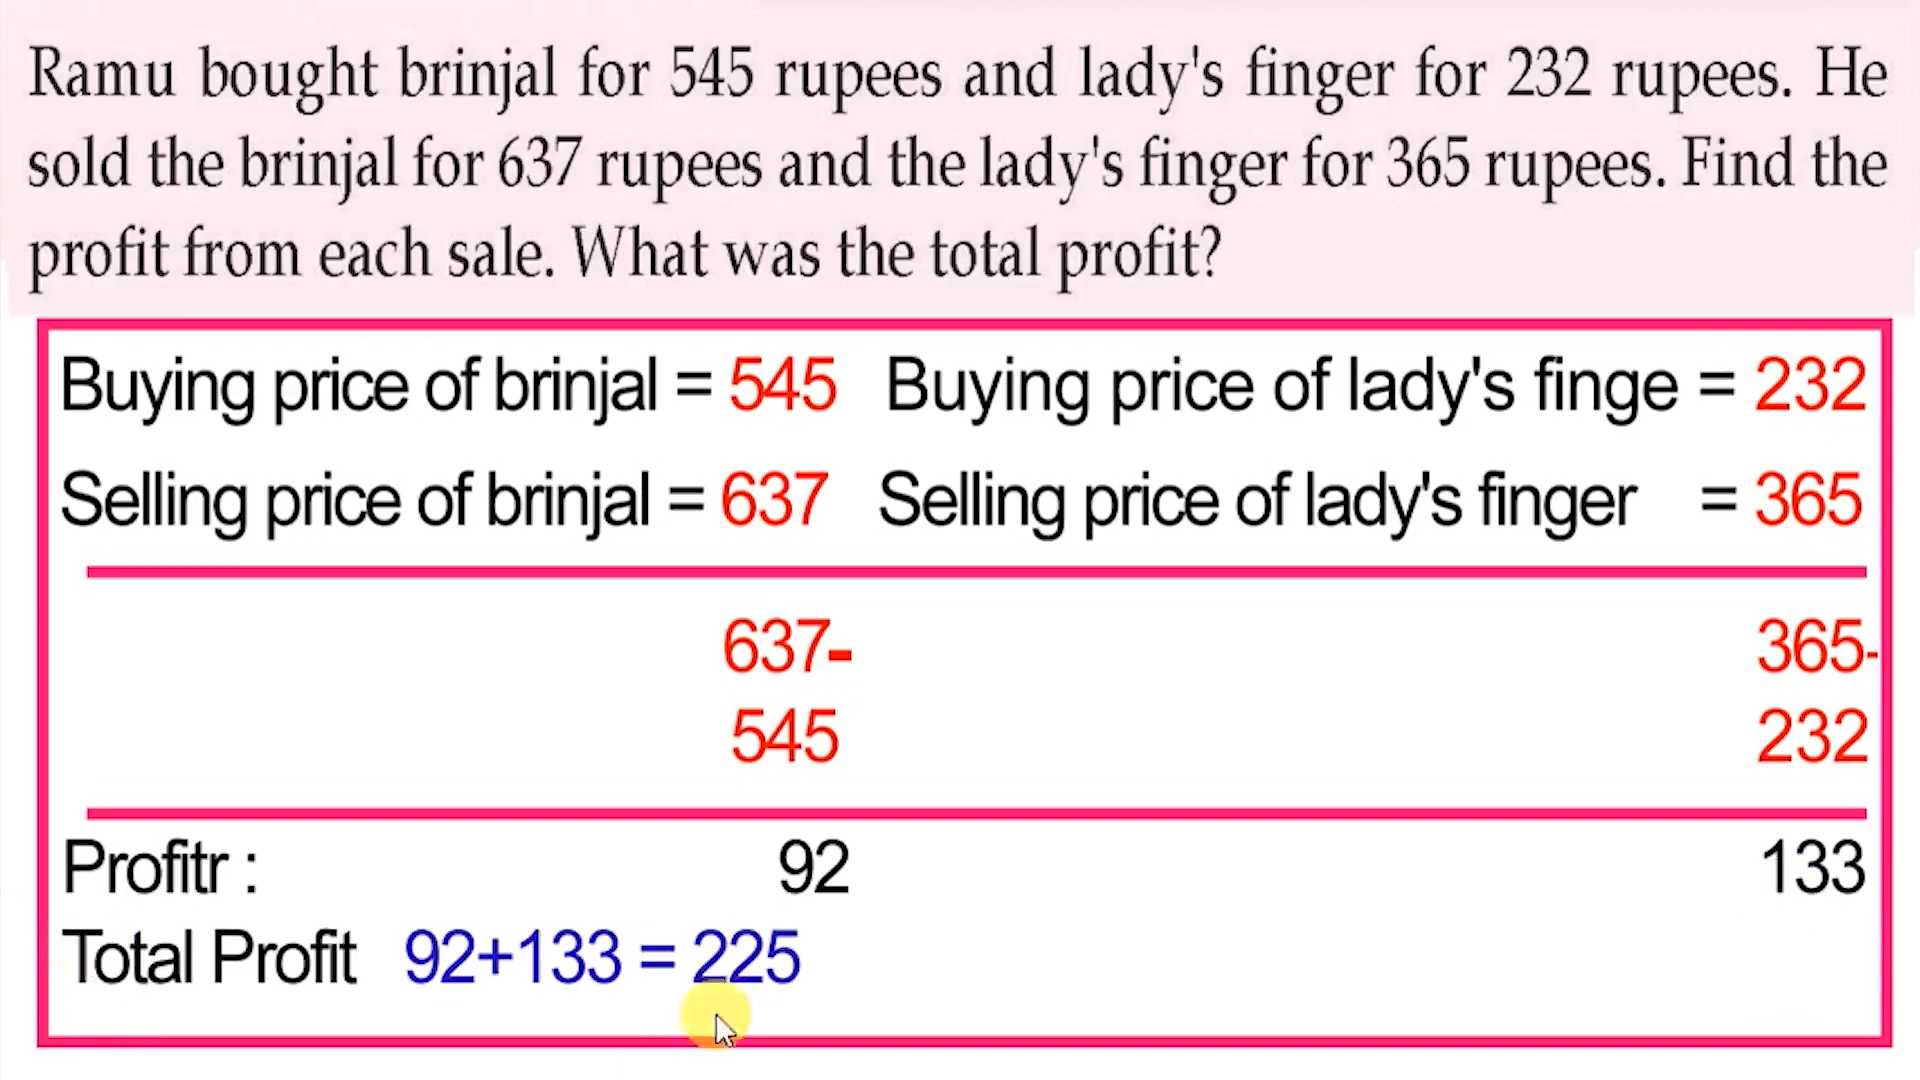 Ramu bought brinjal for 545 rupees and lady's finger for 232 rupees. He
sold the brinjal for 637 rupees and the lady's finger for 365 rupees. Find the
profit from each sale. What was the total profit?
Buying price of brinjal = 545 Buying price of lady's finge = 232
Selling price of brinjal = 637 Selling price of lady's finger = 365
637- 365-
545 232
Profitr : 92 133
Total Profit 92+133 = 225